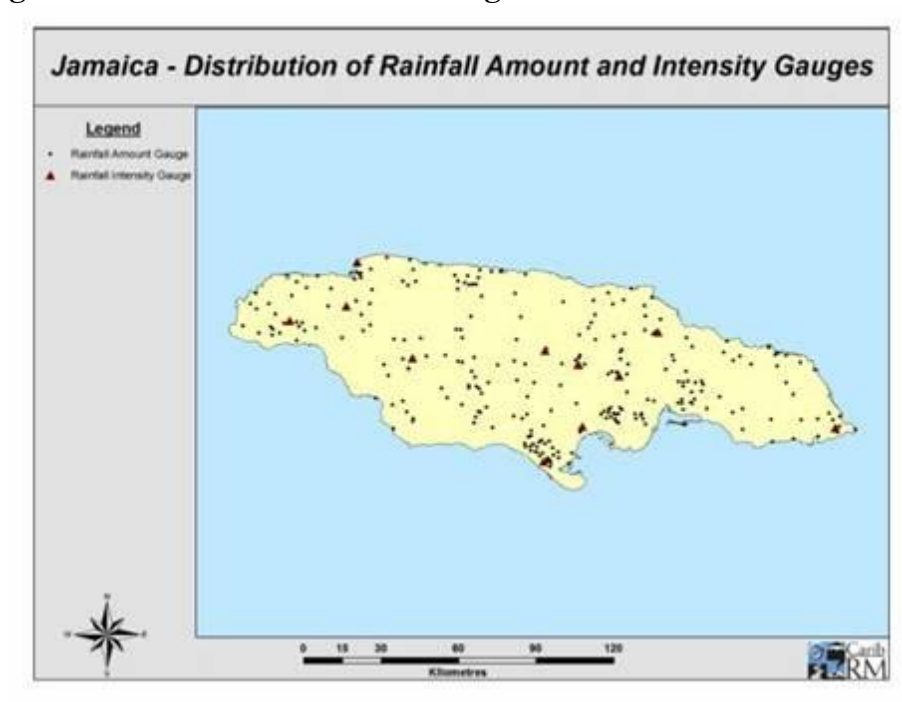 Jamaica - Distribution of Rainfall Amount and Intensity Gauges
Legend
Rainfall Amount Gauge
Rainfall Intensity Gauge
N
W E
S
0 15 30 60 90 120
Kilometres
Carib
RM